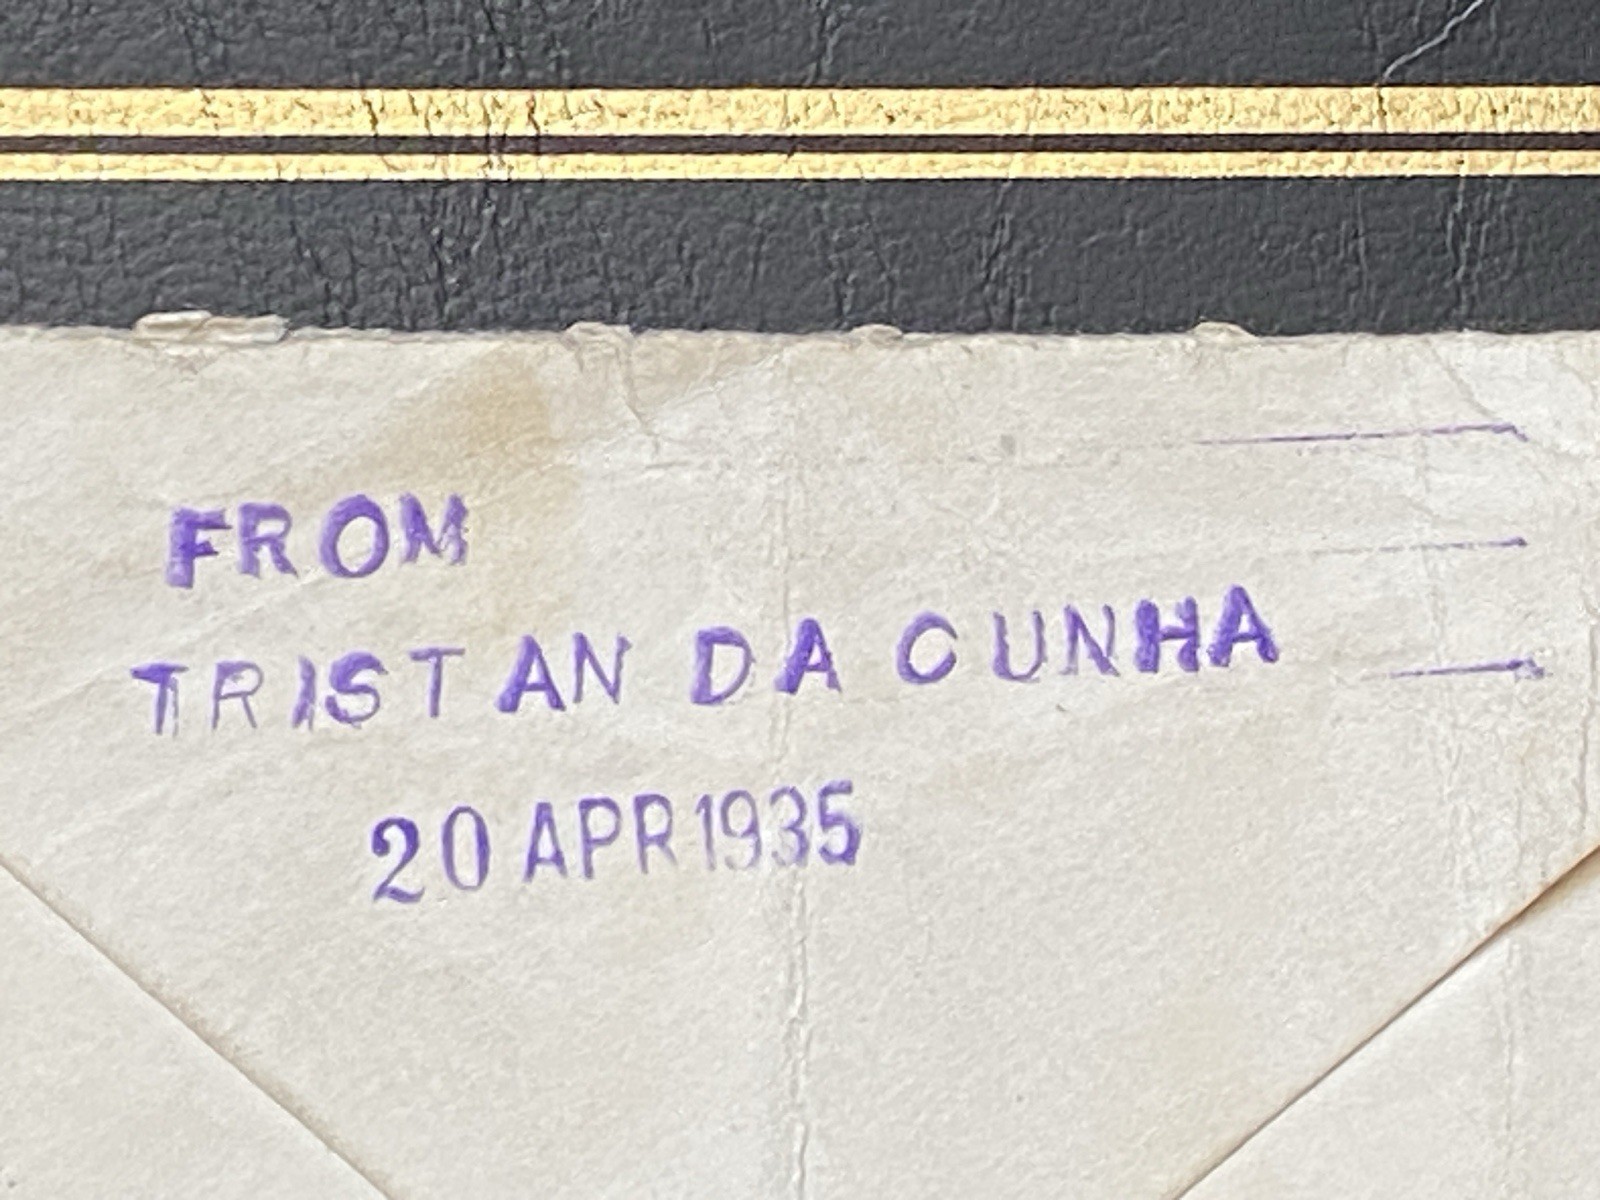 FROM
TRISTAN DA CUNHA
20 APR 1935